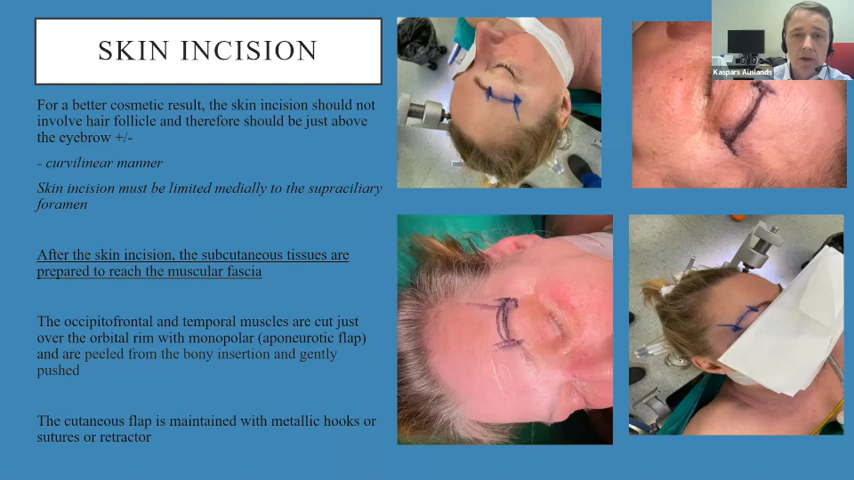 SKIN INCISION
For a better cosmetic result, the skin incision should not
involve hair follicle and therefore should be just above
the eyebrow +/-
- curvilinear manner
Skin incision must be limited medially to the supraciliary
foramen
After the skin incision, the subcutaneous tissues are
prepared to reach the muscular fascia
The occipitofrontal and temporal muscles are cut just
over the orbital rim with monopolar (aponeurotic flap)
and are peeled from the bony insertion and gently
pushed
The cutaneous flap is maintained with metallic hooks or
sutures or retractor
Kaspars Auslands